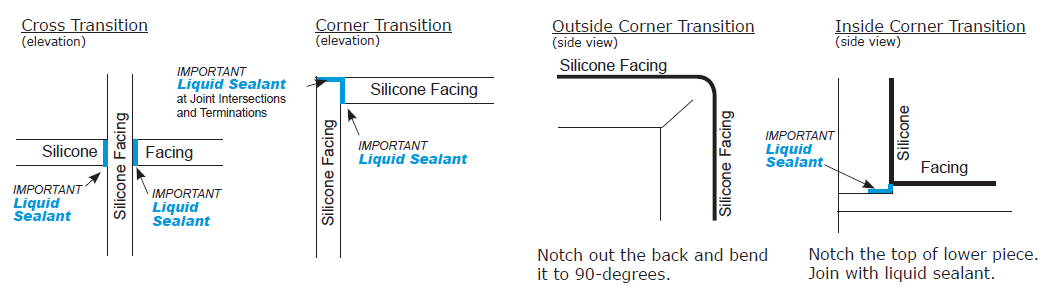 Cross Transition
(elevation)
IMPORTANT
Liquid Sealant
at Joint Intersections
and Terminations
Silicone
Silicone Facing
Facing
IMPORTANT
Liquid
Sealant
IMPORTANT
Liquid
Sealant
Corner Transition
(elevation)
Silicone Facing
Silicone Facing
IMPORTANT
Liquid Sealant
Outside Corner Transition
(side view)
Silicone Facing
Silicone Facing
Notch out the back and bend
it to 90-degrees.
Inside Corner Transition
(side view)
IMPORTANT
Liquid
Sealant
Silicone
Facing
Notch the top of lower piece.
Join with liquid sealant.